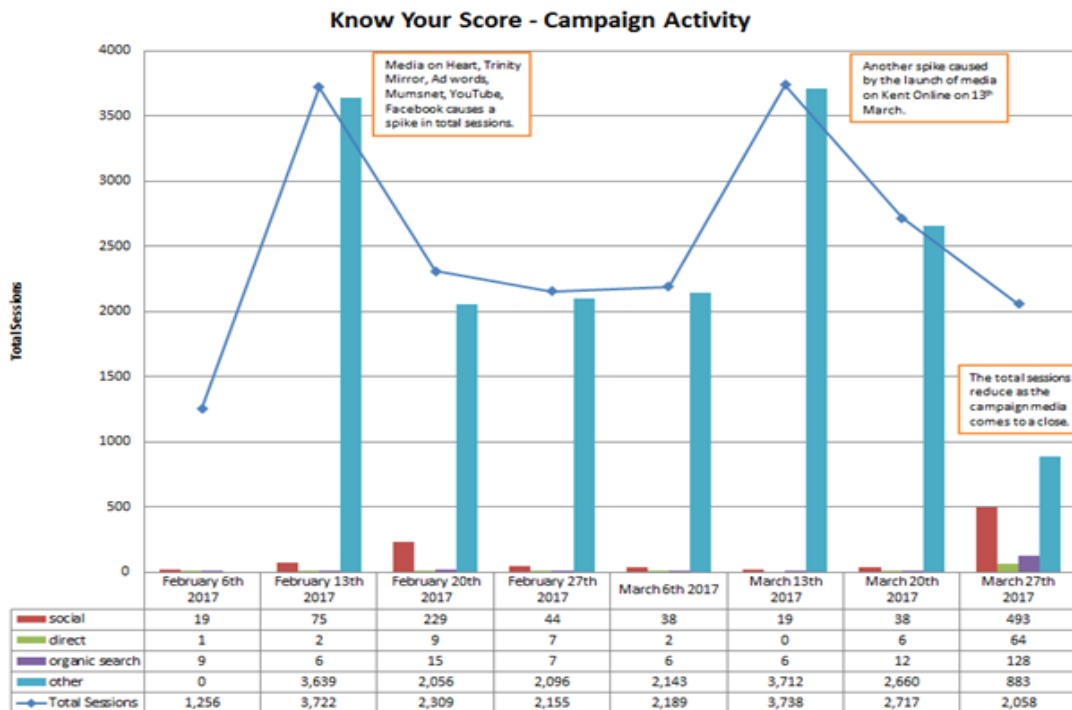 Know Your Score - Campaign Activity
4000
3500
3000
2500
2000
1500
1000
500
0
Total Sessions
Media on Heart, Trinity
Mirror, Ad words,
Mumsnet, YouTube,
Facebook causes a
spike in total sessions.
Another spike caused
by the launch of media
on Kent Online on 13th
March.
The total sessions
reduce as the
campaign media
comes to a close.
February 6th 2017 February 13th 2017 February 20th 2017 February 27th 2017 March 6th 2017 March 13th 2017 March 20th 2017 March 27th 2017
social 19 75 229 44 38 19 38 493
direct 1 2 9 7 2 0 6 64
organic search 9 6 15 7 6 6 12 128
other 0 3,639 2,056 2,096 2,143 3,712 2,660 883
Total Sessions 1,256 3,722 2,309 2,155 2,189 3,738 2,717 2,058